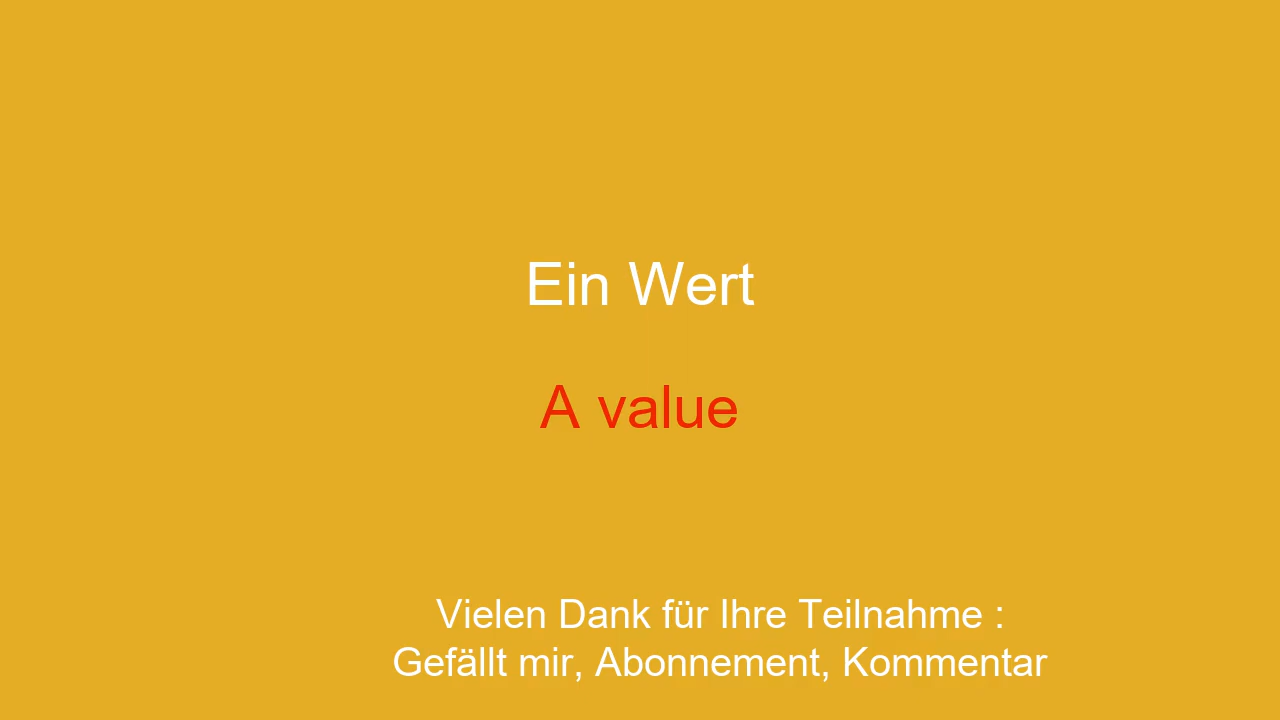 Ein Wert
A value
Vielen Dank für Ihre Teilnahme :
Gefällt mir, Abonnement, Kommentar